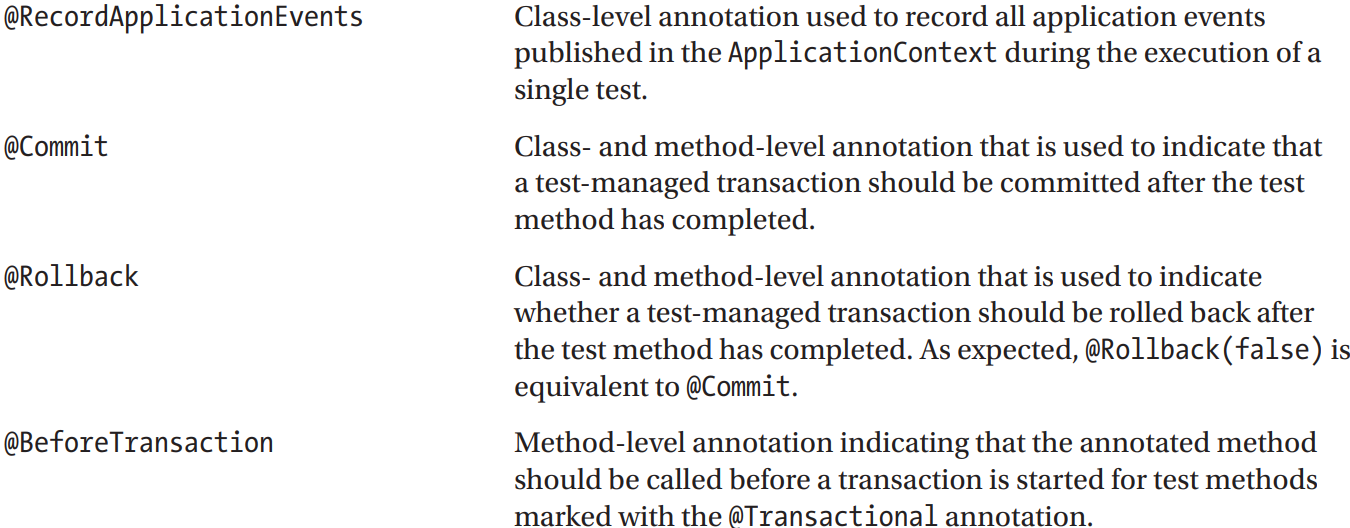 @RecordApplicationEvents Class-level annotation used to record all application events
published in the ApplicationContext during the execution of a
single test.
@Commit Class- and method-level annotation that is used to indicate that
a test-managed transaction should be committed after the test
method has completed.
@Rollback Class- and method-level annotation that is used to indicate
whether a test-managed transaction should be rolled back after
the test method has completed. As expected, @Rollback(false) is
equivalent to @Commit.
@BeforeTransaction Method-level annotation indicating that the annotated method
should be called before a transaction is started for test methods
marked with the @Transactional annotation.